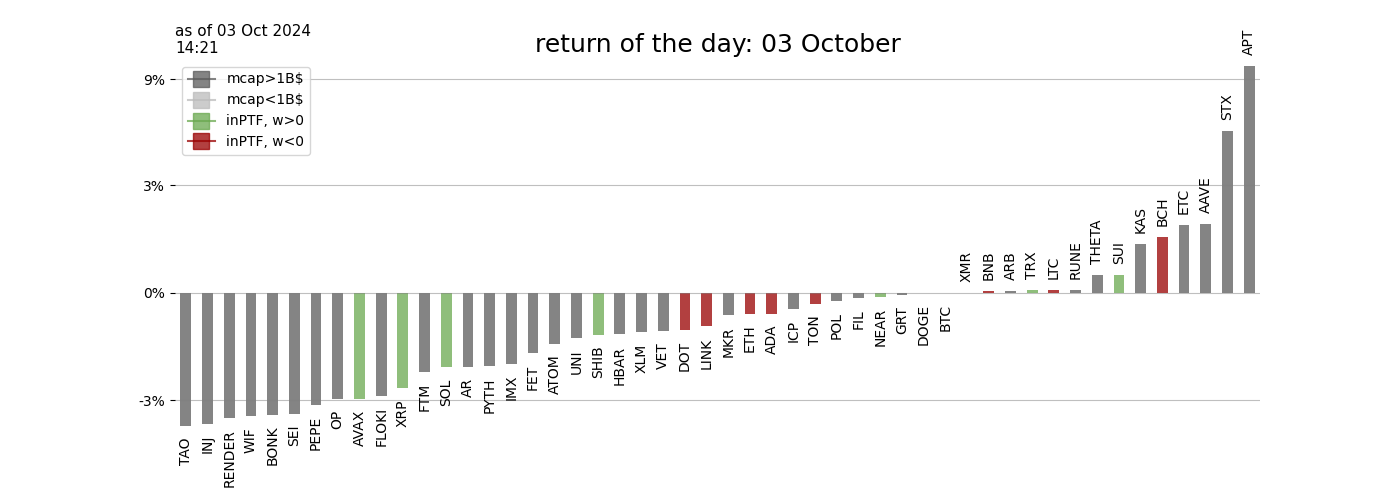 as of 03 Oct 2024
14:21
return of the day: 03 October
mcap>1B$
mcap<1B$
inPTF, w>0
inPTF, w<0
9%
3%
0%
-3%
TAO
INJ
RENDER
WIF
BONK
SEI
PEPE
OP
AVAX
FLOKI
XRP
FTM
SOL
AR
PYTH
IMX
FET
ATOM
UNI
SHIB
HBAR
XLM
VET
DOT
LINK
MKR
ETH
ADA
ICP
TON
POL
FIL
NEAR
GRT
DOGE
BTC
XMR
BNB
ARB
TRX
LTC
RUNE
THETA
SUI
KAS
BCH
ETC
AAVE
STX
APT